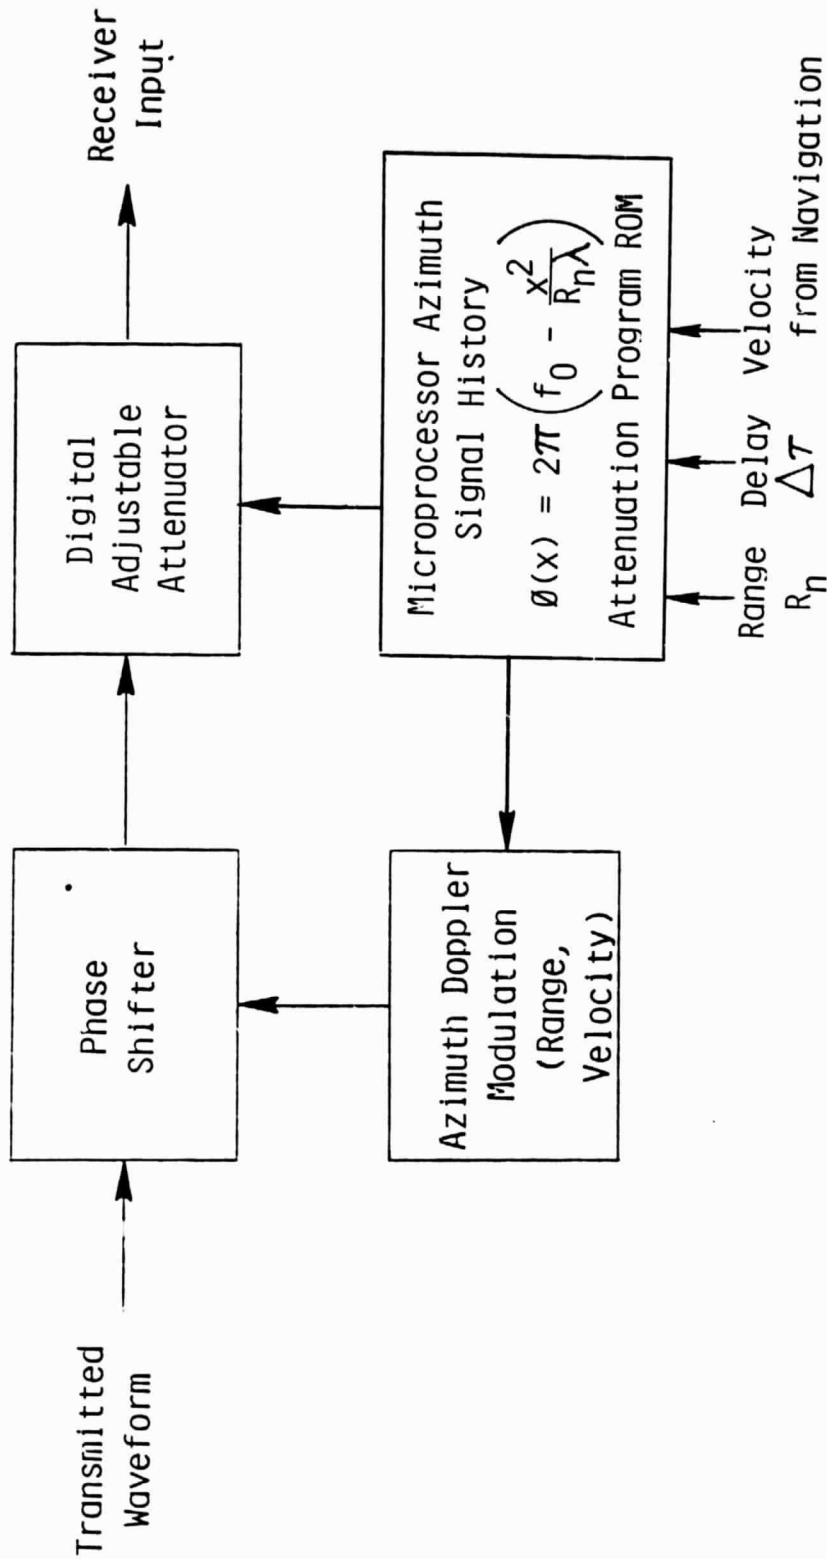 Transmitted
Waveform
Phase
Shifter
Digital
Adjustable
Attenuator
Receiver
Input
Azimuth Doppler
Modulation
(Range,
Velocity)
Microprocessor Azimuth
Signal History
Ø(x) = 2π (f₀ - x²/Rₙλ)
Attenuation Program ROM
Range
Rₙ
Delay
Δτ
Velocity
from Navigation